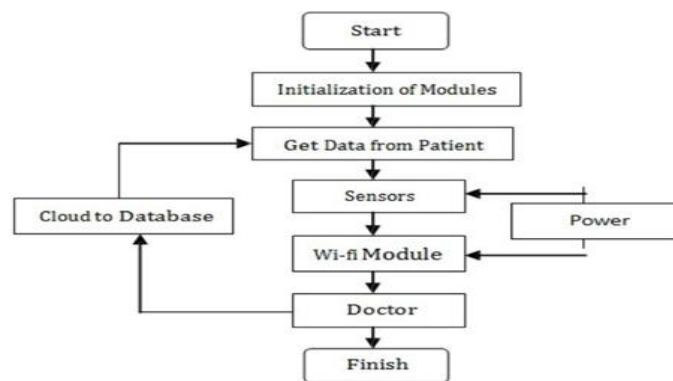 Start
Initialization of Modules
Get Data from Patient
Sensors
Cloud to Database
Power
Wi-fi Module
Doctor
Finish